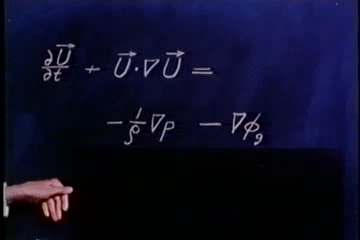 ∂U⃗/∂t + U⃗·∇U⃗ =
-1/ρ ∇p - ∇ϕg